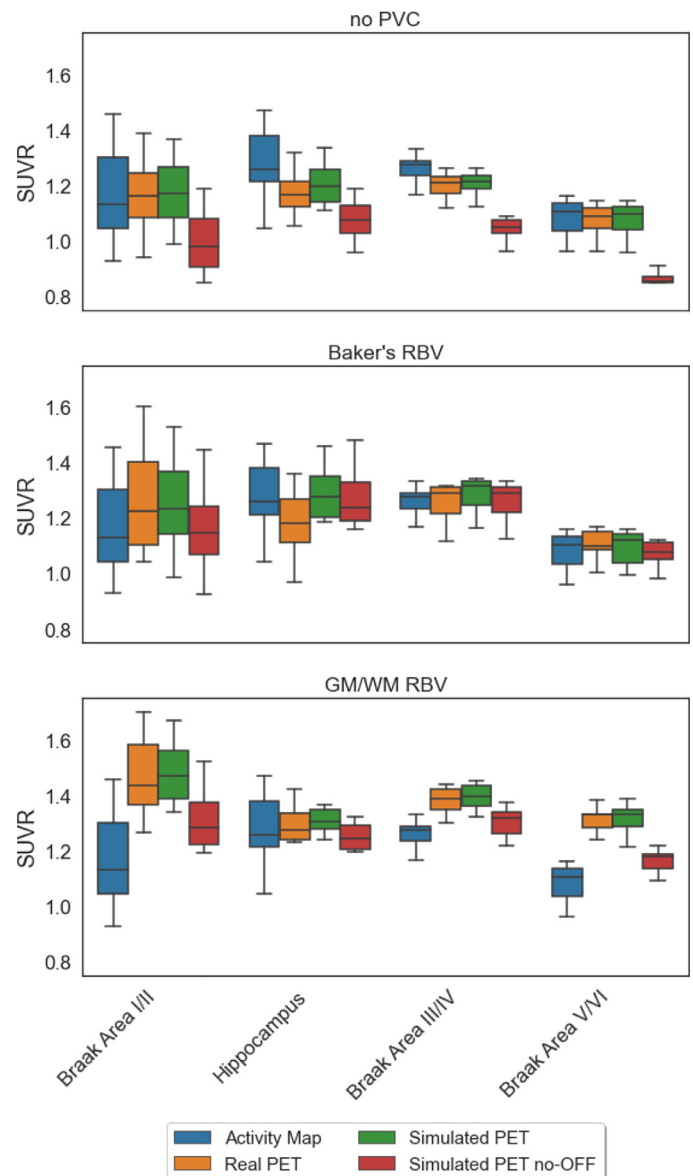 no PVC
SUVR
1.6
1.4
1.2
1.0
0.8
Baker's RBV
SUVR
1.6
1.4
1.2
1.0
0.8
GM/WM RBV
SUVR
1.6
1.4
1.2
1.0
0.8
Braak Area I/II
Hippocampus
Braak Area III/IV
Braak Area V/VI
Activity Map
Simulated PET
Real PET
Simulated PET no-OFF